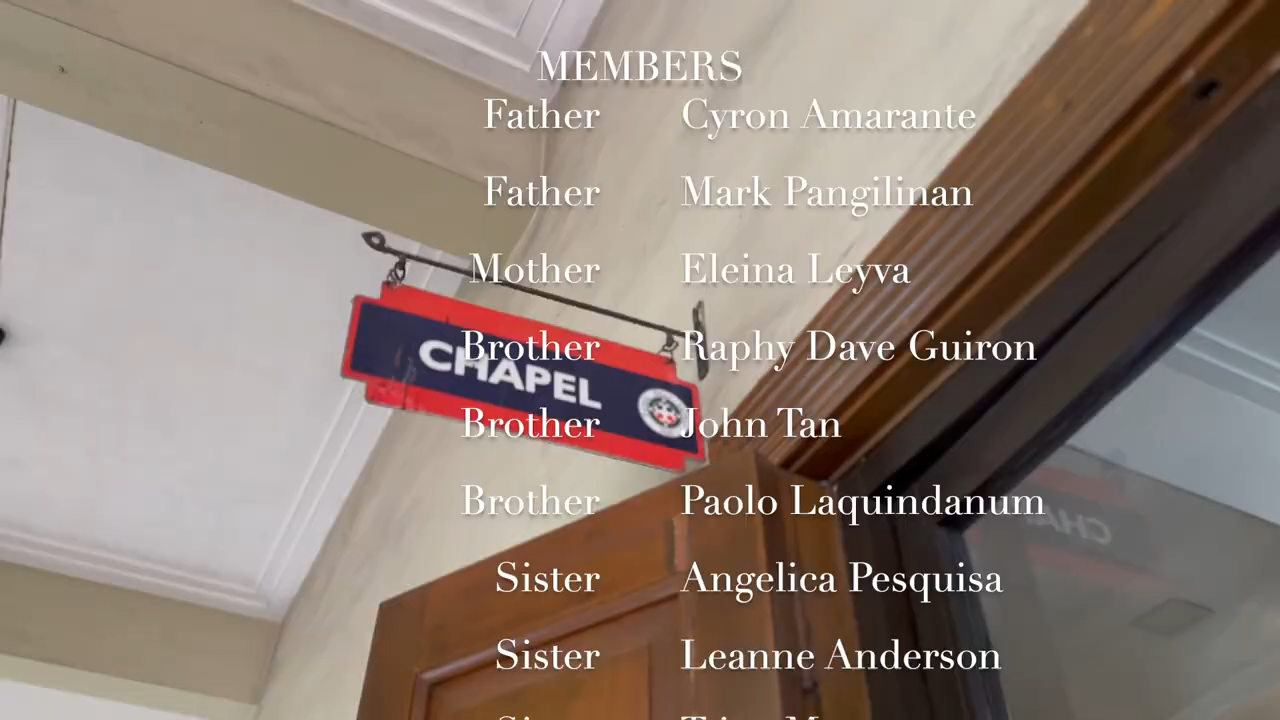 MEMBERS
Father Cyron Amarante
Father Mark Pangilinan
Mother Eleina Leyva
Brother Raphy Dave Guiron
CHAPEL
Brother John Tan
Brother Paolo Laquindanum
Sister Angelica Pesquisa
Sister Leanne Anderson